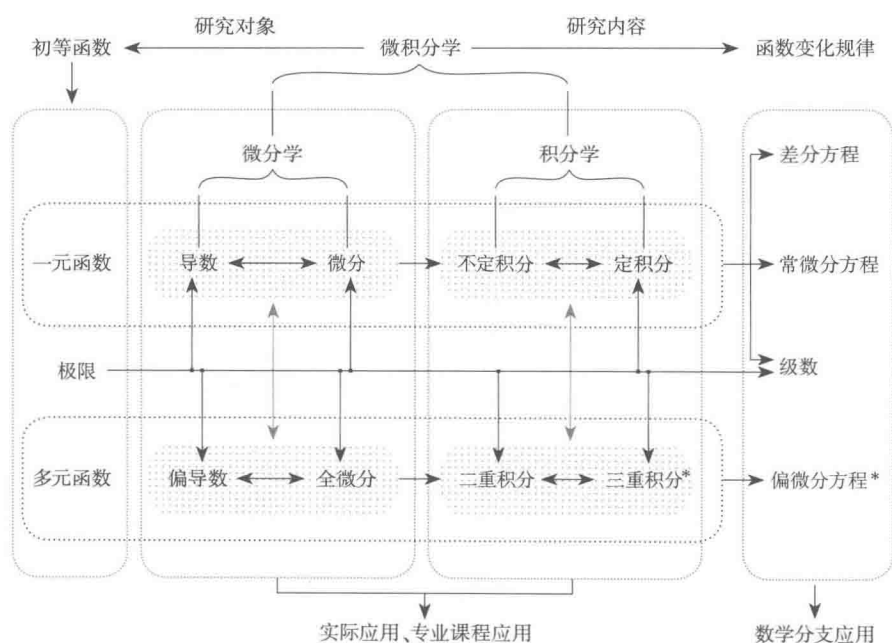 研究对象 研究内容
初等函数 微积分学 函数变化规律
微分学 积分学 差分方程
一元函数 导数 微分 不定积分 定积分 常微分方程
极限 级数
多元函数 偏导数 全微分 二重积分 三重积分* 偏微分方程*
实际应用、专业课程应用 数学分支应用